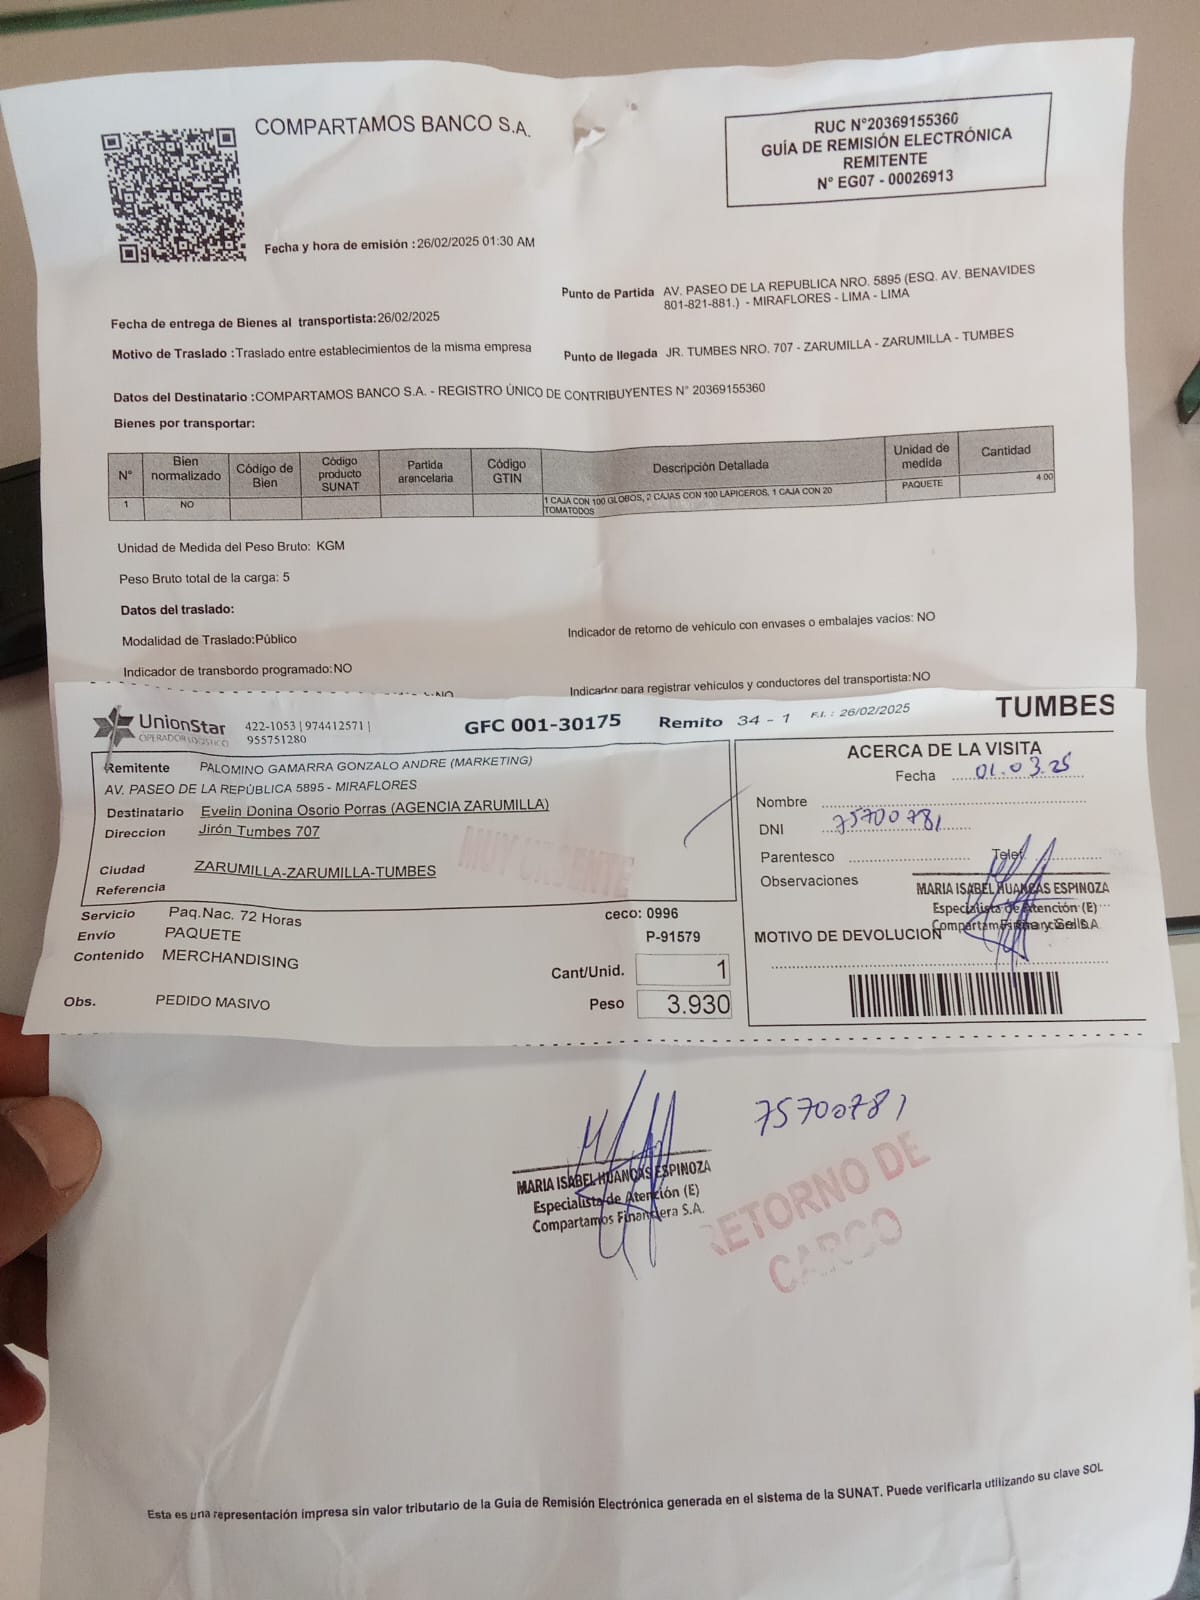 COMPARTAMOS BANCO S.A.
RUC N°20369155360
GUÍA DE REMISIÓN ELECTRÓNICA
REMITENTE
N° EG07 - 00026913
Fecha y hora de emisión : 26/02/2025 01:30 AM
Punto de Partida AV. PASEO DE LA REPUBLICA NRO. 5895 (ESQ. AV. BENAVIDES
801-821-881.) - MIRAFLORES - LIMA - LIMA
Fecha de entrega de Bienes al transportista:26/02/2025
Motivo de Traslado :Traslado entre establecimientos de la misma empresa
Punto de llegada JR. TUMBES NRO. 707 - ZARUMILLA - ZARUMILLA - TUMBES
Datos del Destinatario :COMPARTAMOS BANCO S.A. - REGISTRO ÚNICO DE CONTRIBUYENTES N° 20369155360
Bienes por transportar:
N° Bien normalizado Código de Bien Código producto SUNAT Partida arancelaria Código GTIN Descripción Detallada Unidad de medida Cantidad
1 NO 1 CAJA CON 100 GLOBOS, 2 CAJAS CON 100 LAPICEROS, 1 CAJA CON 20 TOMATODOS PAQUETE 4.00
Unidad de Medida del Peso Bruto: KGM
Peso Bruto total de la carga: 5
Datos del traslado:
Modalidad de Traslado:Público
Indicador de retorno de vehículo con envases o embalajes vacíos: NO
Indicador de transbordo programado:NO
Indicador para registrar vehículos y conductores del transportista:NO
UnionStar
OPERADOR LOGÍSTICO
422-1053 | 974412571 |
955751280
GFC 001-30175
Remito 34 - 1
F.I. : 26/02/2025
TUMBES
Remitente PALOMINO GAMARRA GONZALO ANDRE (MARKETING)
AV. PASEO DE LA REPÚBLICA 5895 - MIRAFLORES
Destinatario Evelin Donina Osorio Porras (AGENCIA ZARUMILLA)
Direccion Jirón Tumbes 707
Ciudad ZARUMILLA-ZARUMILLA-TUMBES
Referencia
MUY URGENTE
Servicio Paq.Nac. 72 Horas
Envio PAQUETE
Contenido MERCHANDISING
Obs. PEDIDO MASIVO
ceco: 0996
P-91579
Cant/Unid. 1
Peso 3.930
ACERCA DE LA VISITA
Fecha 01.03.25
Nombre
DNI 75700781
Parentesco Telef.
Observaciones
MARIA ISABEL HUANCAS ESPINOZA
Especialista de Atención (E)
MOTIVO DE DEVOLUCION
75700781
MARIA ISABEL HUANCAS ESPINOZA
Especialista de Atención (E)
Compartamos Financiera S.A.
RETORNO DE
CARGO
Esta es una representación impresa sin valor tributario de la Guía de Remisión Electrónica generada en el sistema de la SUNAT. Puede verificarla utilizando su clave SOL